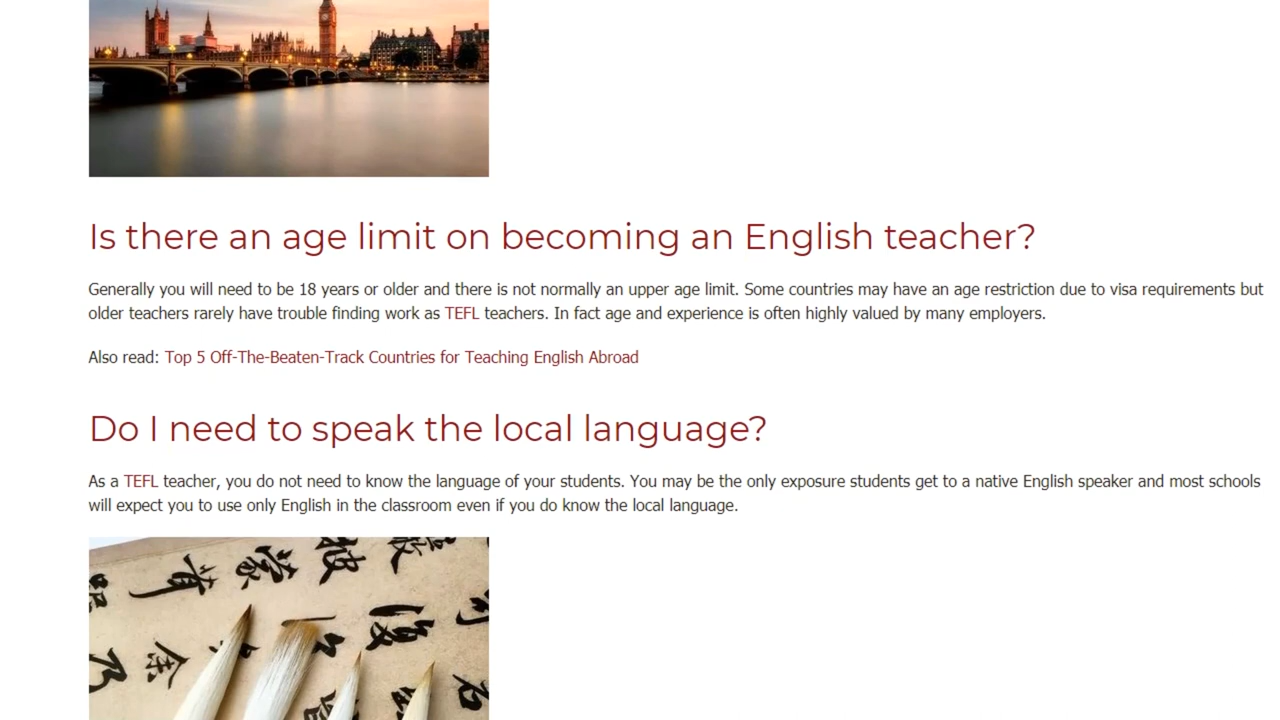 Is there an age limit on becoming an English teacher?
Generally you will need to be 18 years or older and there is not normally an upper age limit. Some countries may have an age restriction due to visa requirements but
older teachers rarely have trouble finding work as TEFL teachers. In fact age and experience is often highly valued by many employers.
Also read: Top 5 Off-The-Beaten-Track Countries for Teaching English Abroad
Do I need to speak the local language?
As a TEFL teacher, you do not need to know the language of your students. You may be the only exposure students get to a native English speaker and most schools
will expect you to use only English in the classroom even if you do know the local language.